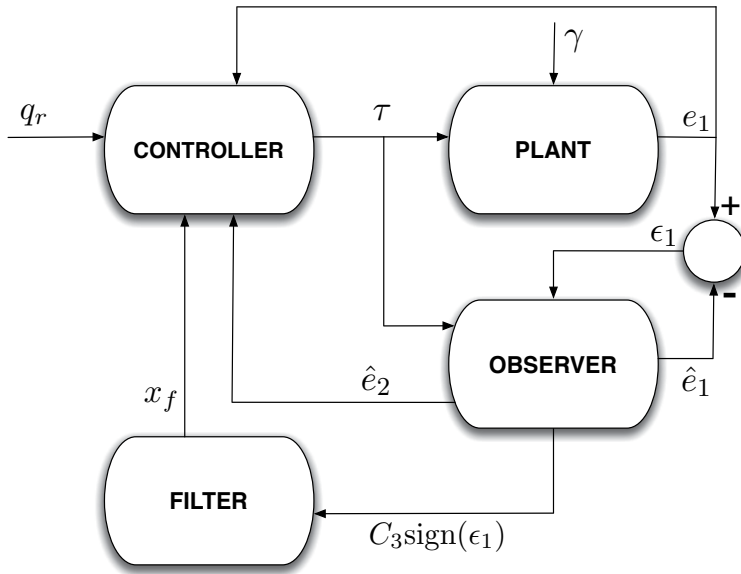 γ
q_r
τ
e_1
CONTROLLER
PLANT
+
ϵ_1
-
OBSERVER
x_f
ê_2
ê_1
FILTER
C_3sign(ϵ_1)